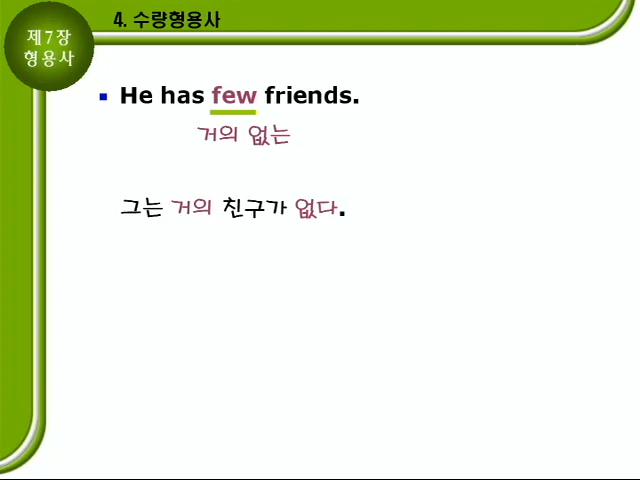 4. 수량형용사
제7장
형용사
He has few friends.
거의 없는
그는 거의 친구가 없다.